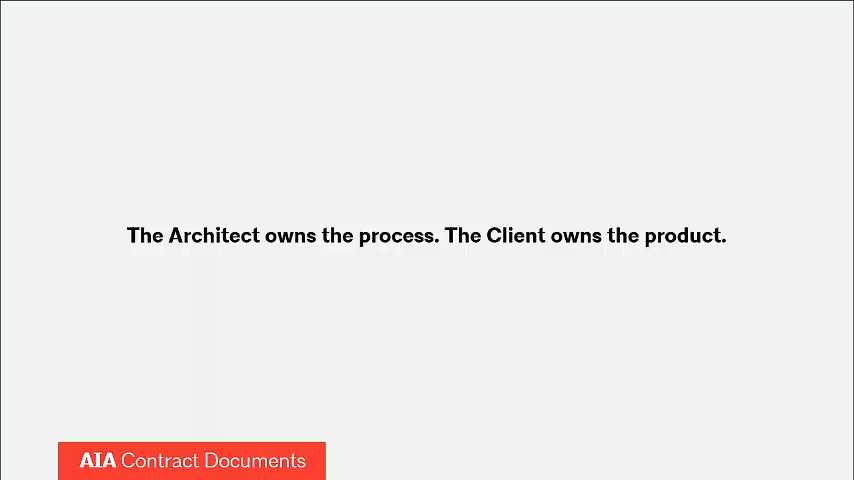 The Architect owns the process. The Client owns the product.
AIA Contract Documents